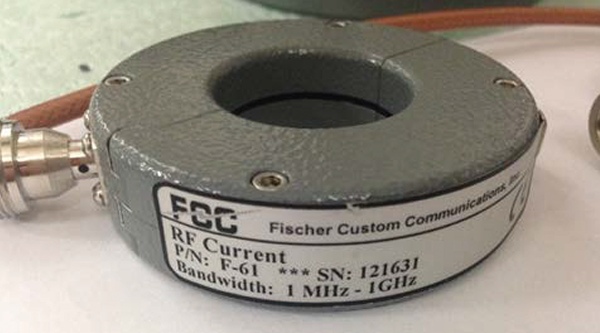 FCC Fischer Custom Communications, Inc
RF Current
P/N: F-61 *** SN: 121631
Bandwidth: 1 MHz - 1GHz